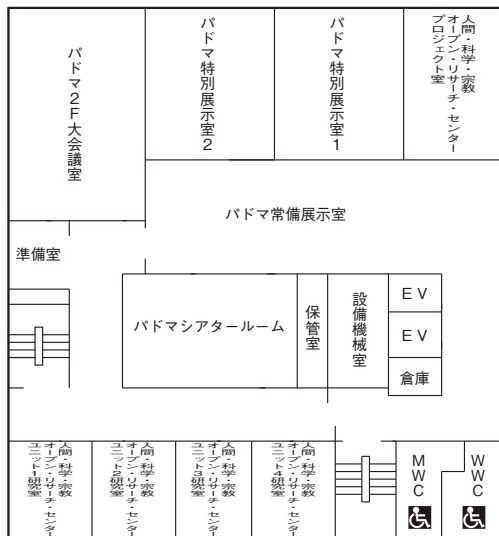 パドマ2F大会議室
パドマ特別展示室2
パドマ特別展示室1
人間・科学・宗教
オープン・リサーチ・センター
プロジェクト室
パドマ常備展示室
準備室
パドマシアタールーム
保管室
設備機械室
EV
EV
倉庫
人間・科学・宗教
オープン・リサーチ・センター
ユニット1研究室
人間・科学・宗教
オープン・リサーチ・センター
ユニット2研究室
人間・科学・宗教
オープン・リサーチ・センター
ユニット3研究室
人間・科学・宗教
オープン・リサーチ・センター
ユニット4研究室
MWC
WWC